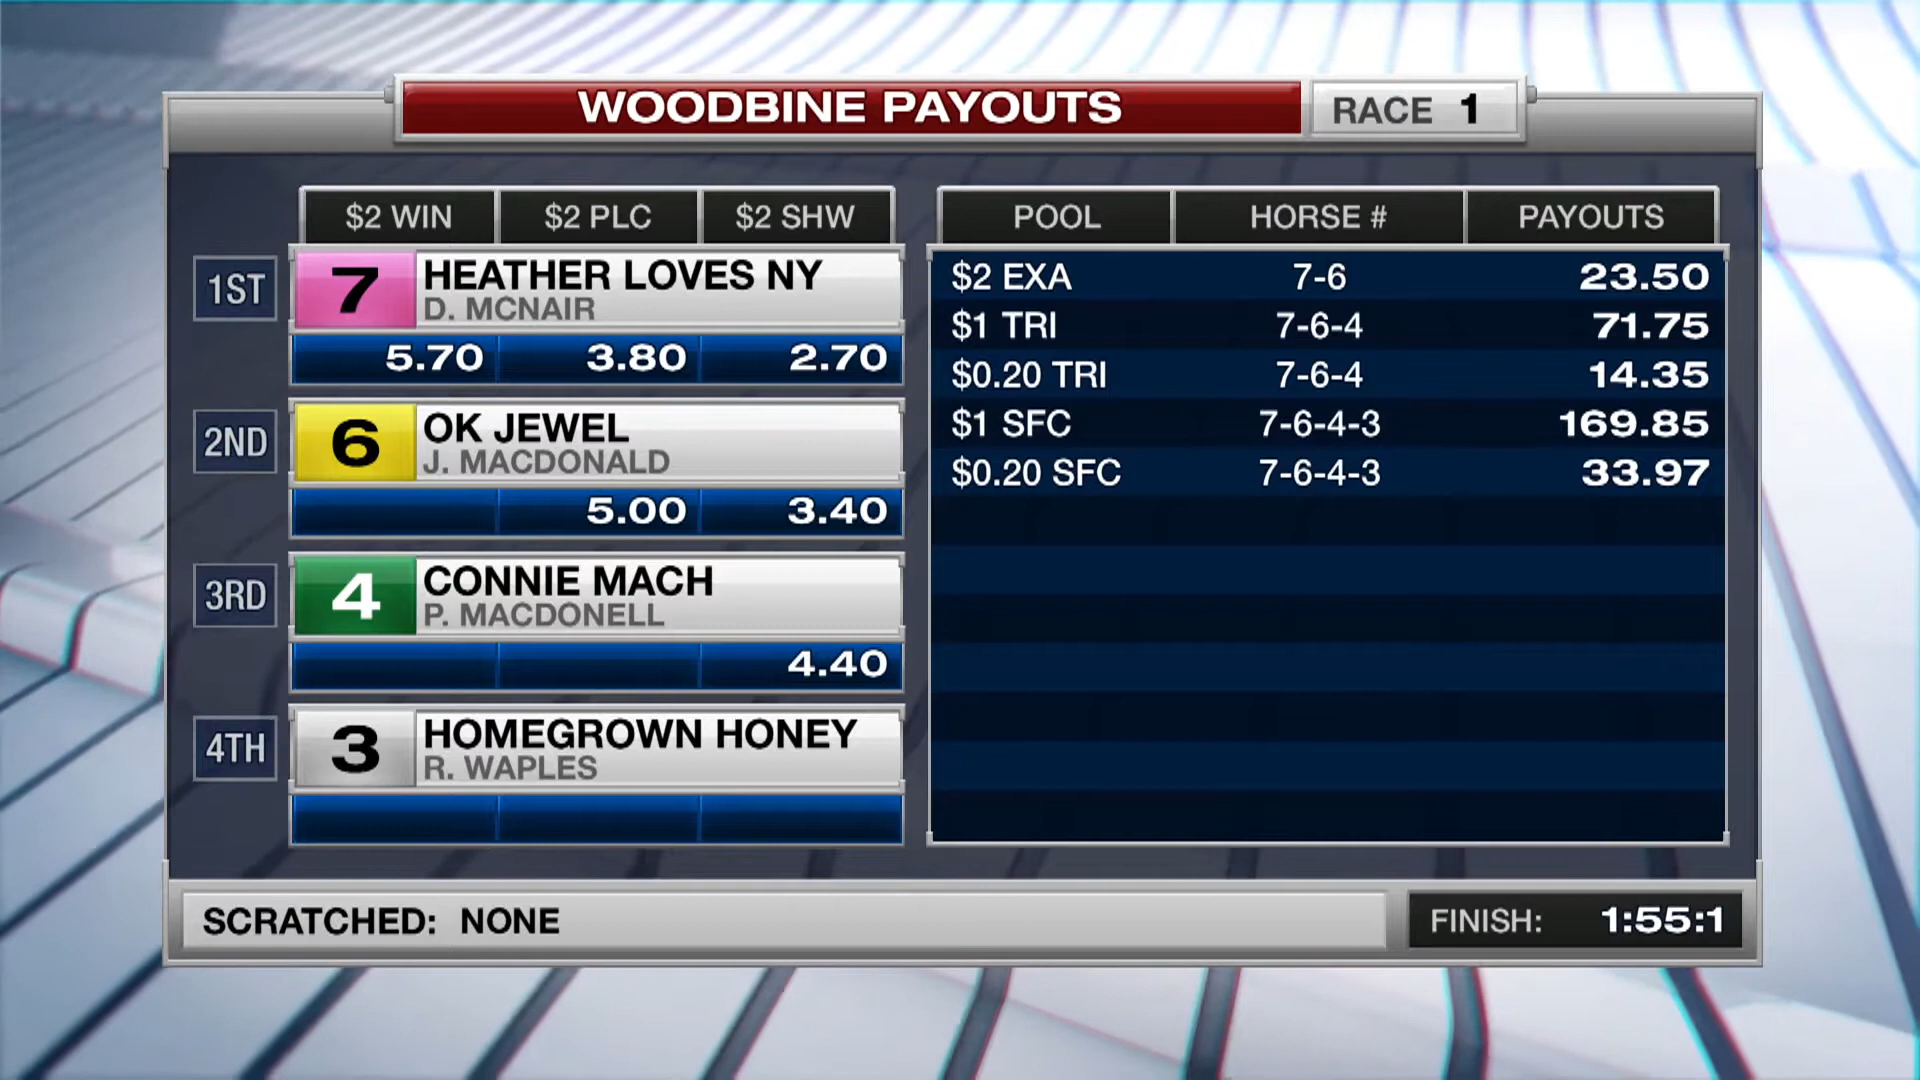 WOODBINE PAYOUTS
RACE 1
$2 WIN $2 PLC $2 SHW
1ST 7 HEATHER LOVES NY
D. MCNAIR
5.70 3.80 2.70
2ND 6 OK JEWEL
J. MACDONALD
5.00 3.40
3RD 4 CONNIE MACH
P. MACDONELL
4.40
4TH 3 HOMEGROWN HONEY
R. WAPLES
POOL HORSE # PAYOUTS
$2 EXA 7-6 23.50
$1 TRI 7-6-4 71.75
$0.20 TRI 7-6-4 14.35
$1 SFC 7-6-4-3 169.85
$0.20 SFC 7-6-4-3 33.97
SCRATCHED: NONE
FINISH: 1:55:1